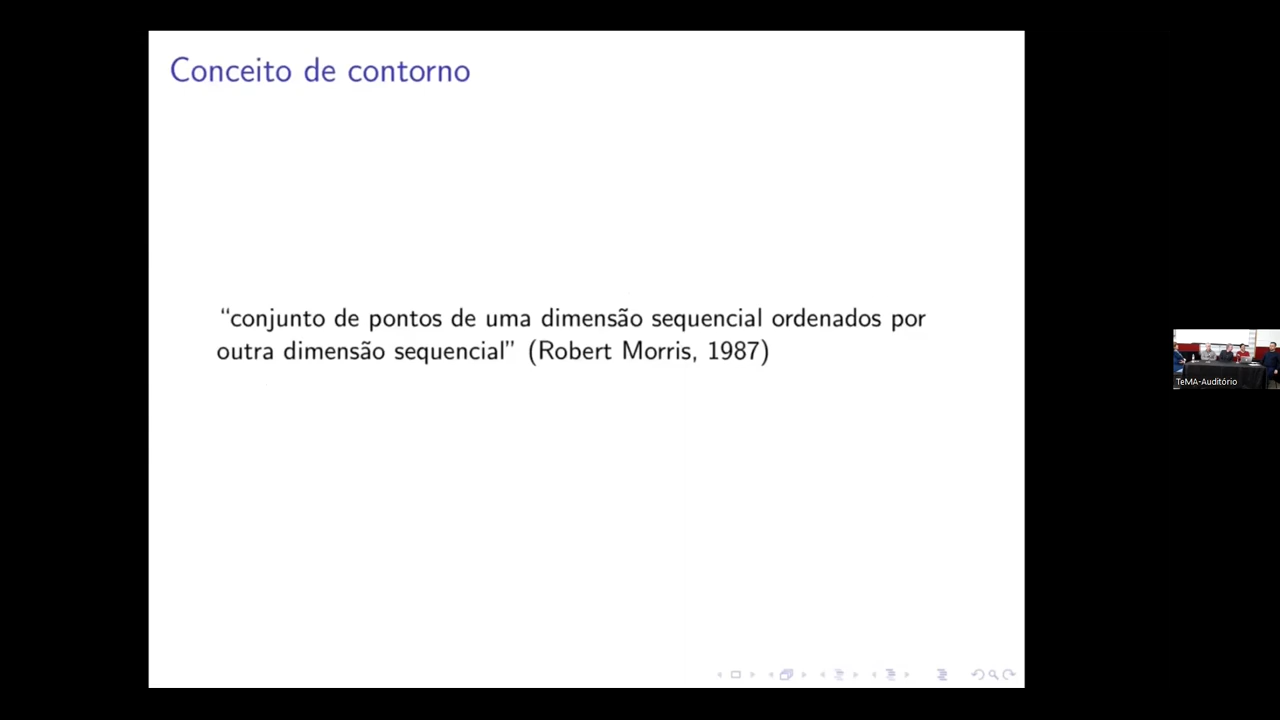 Conceito de contorno
“conjunto de pontos de uma dimensão sequencial ordenados por
outra dimensão sequencial” (Robert Morris, 1987)
TeMA-Auditório